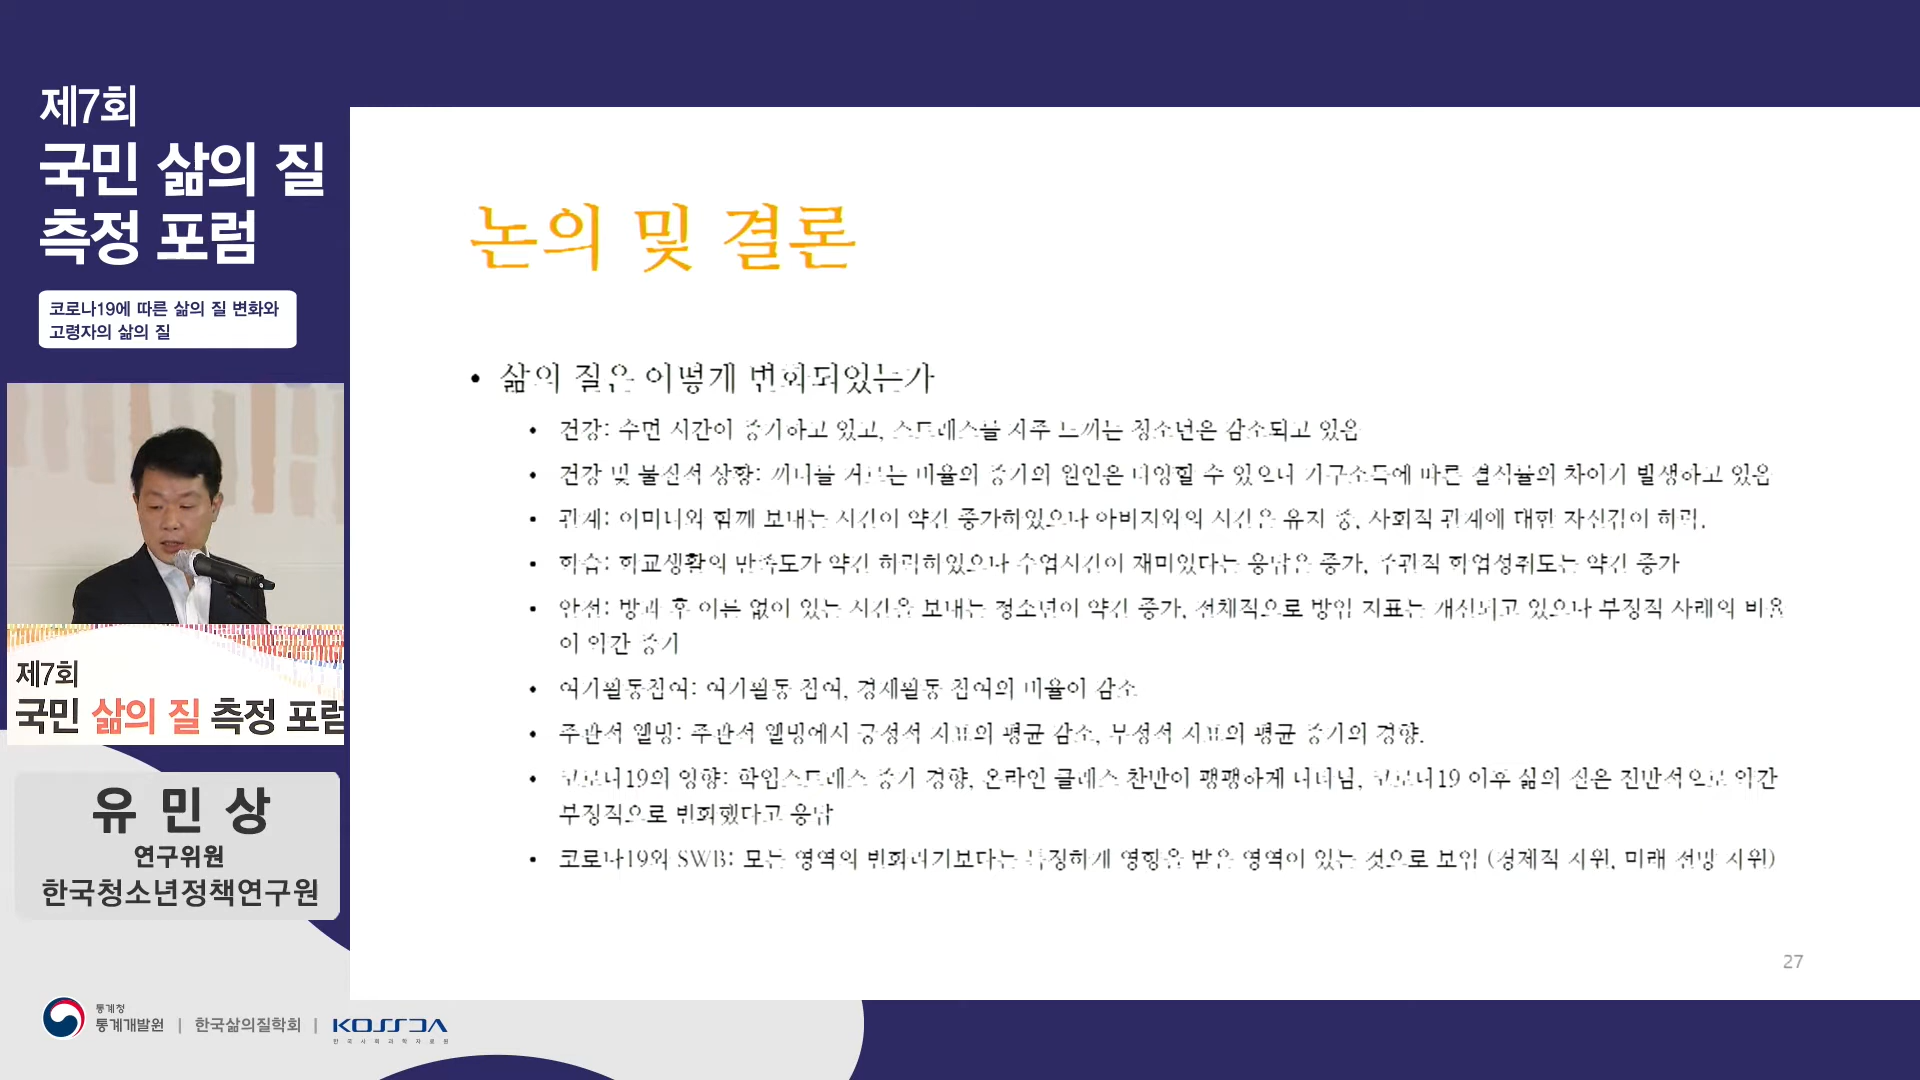 제7회
국민 삶의 질
측정 포럼
코로나19에 따른 삶의 질 변화와
고령자의 삶의 질
제7회
국민 삶의 질 측정 포럼
유 민 상
연구위원
한국청소년정책연구원
통계청
통계개발원 | 한국삶의질학회 | KOSSDA
한국사회과학자료원
논의 및 결론
• 삶의 질은 어떻게 변화되었는가
• 건강: 수면 시간이 증가하고 있고, 스트레스를 자주 느끼는 청소년은 감소되고 있음
• 건강 및 물질적 상황: 끼니를 거르는 비율의 증가의 원인은 다양할 수 있으나 가구소득에 따른 결식률의 차이가 발생하고 있음
• 관계: 어머니와 함께 보내는 시간이 약간 증가하였으나 아버지와의 시간은 유지 중, 사회적 관계에 대한 자신감이 하락.
• 학습: 학교생활의 만족도가 약간 하락하였으나 수업시간이 재미있다는 응답은 증가, 주관적 학업성취도는 약간 증가
• 안전: 방과 후 어른 없이 있는 시간을 보내는 청소년이 약간 증가, 전체적으로 방임 지표는 개선되고 있으나 부정적 사례의 비율
이 약간 증가
• 여가활동참여: 여가활동 참여, 경제활동 참여의 비율이 감소
• 주관적 웰빙: 주관적 웰빙에서 긍정적 지표의 평균 감소, 부정적 지표의 평균 증가의 경향.
• 코로나19의 영향: 학업스트레스 증가 경향, 온라인 클래스 찬반이 팽팽하게 나타남, 코로나19 이후 삶의 질은 전반적으로 약간
부정적으로 변화했다고 응답
• 코로나19와 SWB: 모든 영역의 변화라기보다는 특정하게 영향을 받은 영역이 있는 것으로 보임 (경제적 지위, 미래 전망 지위)
27